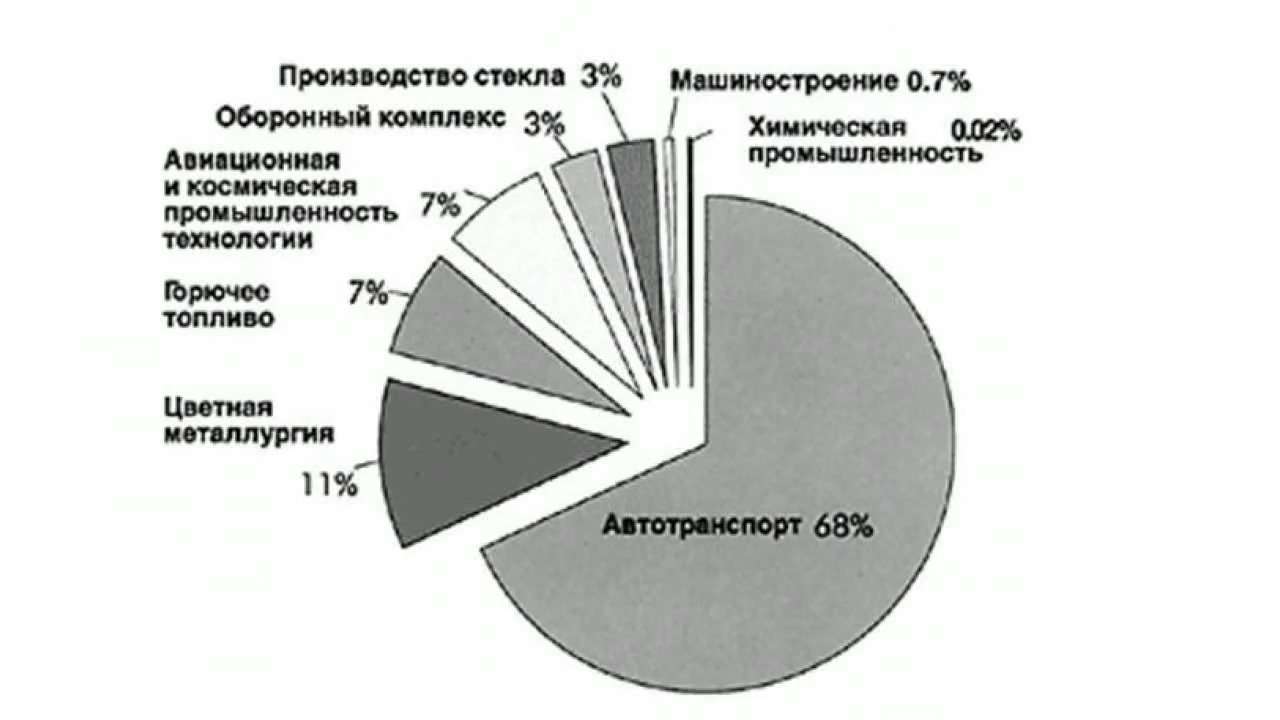 Производство стекла 3%
Машиностроение 0.7%
Оборонный комплекс 3%
Химическая 0.02%
промышленность
Авиационная
и космическая
промышленность 7%
технологии
Горючее 7%
топливо
Цветная
металлургия
11%
Автотранспорт 68%